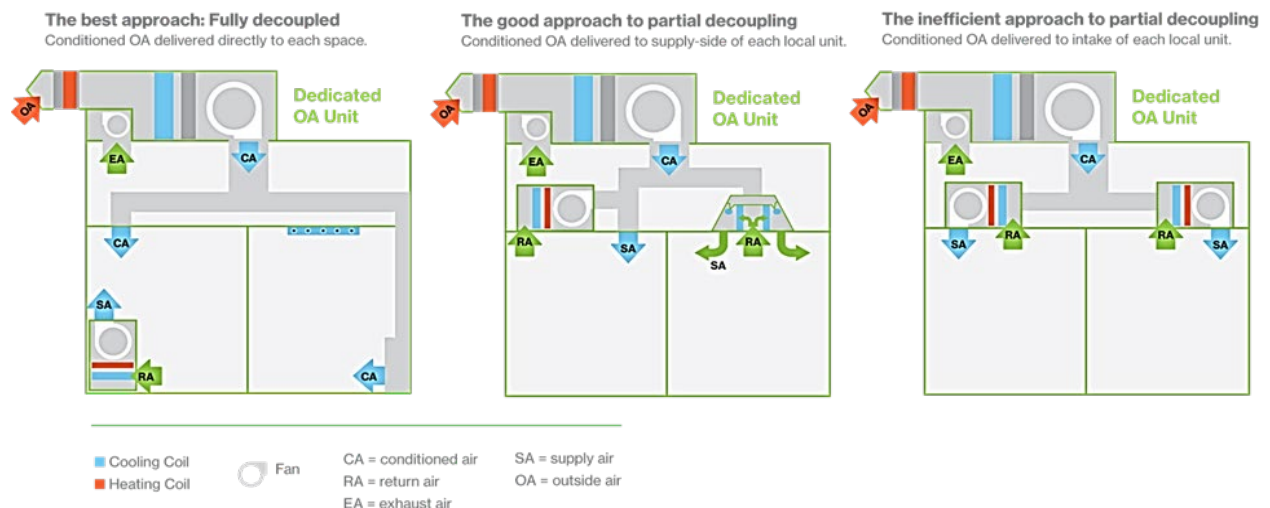 The best approach: Fully decoupled
Conditioned OA delivered directly to each space.
OA
Dedicated
OA Unit
EA
CA
CA
SA
RA
CA
The good approach to partial decoupling
Conditioned OA delivered to supply-side of each local unit.
OA
Dedicated
OA Unit
EA
CA
RA
SA
SA
RA
The inefficient approach to partial decoupling
Conditioned OA delivered to intake of each local unit.
OA
Dedicated
OA Unit
EA
CA
SA
RA
RA
SA
Cooling Coil
Heating Coil
Fan
CA = conditioned air
RA = return air
EA = exhaust air
SA = supply air
OA = outside air